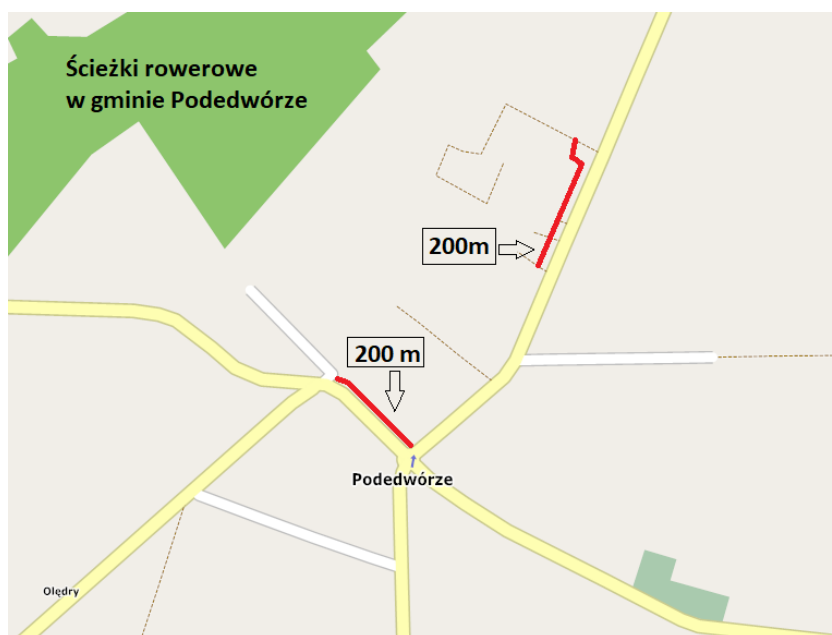 Ścieżki rowerowe
w gminie Podedwórze
200m
200 m
Podedwórze
Olędry